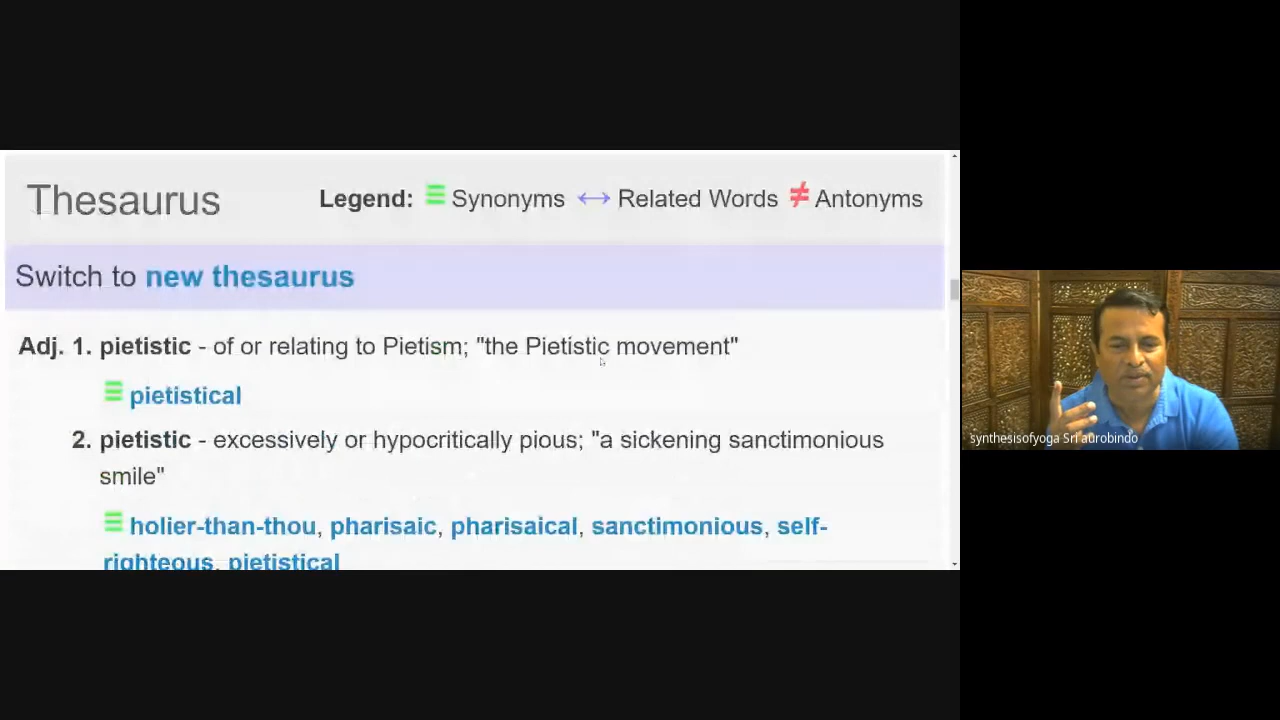 Thesaurus
Legend: Synonyms ↔ Related Words ≠ Antonyms
Switch to new thesaurus
Adj. 1. pietistic - of or relating to Pietism; "the Pietistic movement"
pietistical
2. pietistic - excessively or hypocritically pious; "a sickening sanctimonious
smile"
holier-than-thou, pharisaic, pharisaical, sanctimonious, self-
righteous, pietistical
synthesisofyoga Sri aurobindo